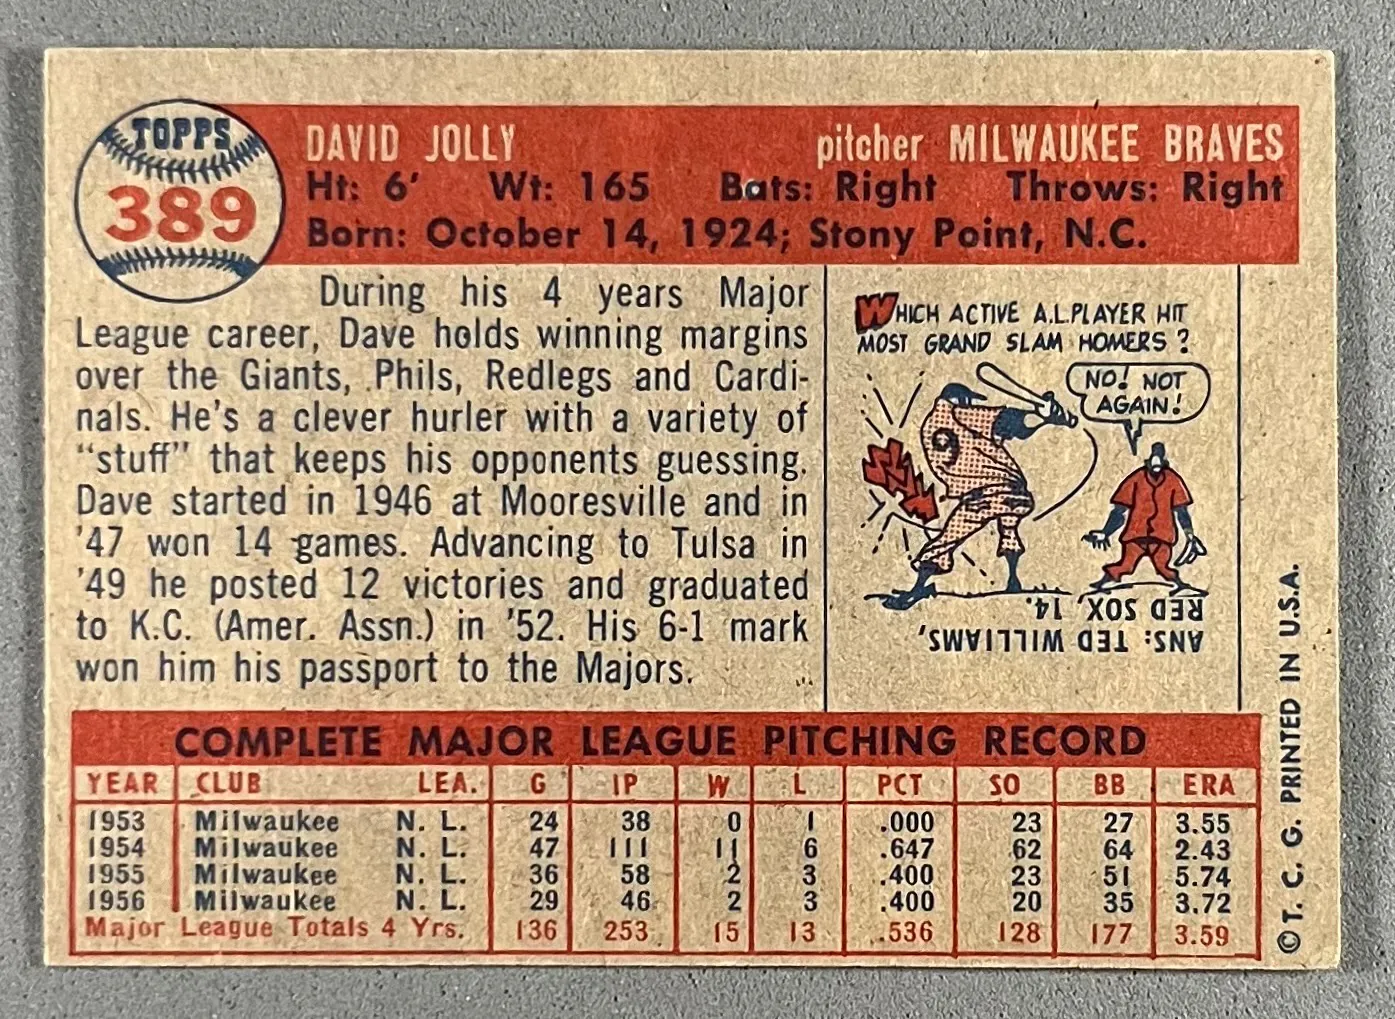 TOPPS
389
DAVID JOLLY pitcher MILWAUKEE BRAVES
Ht: 6' Wt: 165 Bats: Right Throws: Right
Born: October 14, 1924; Stony Point, N.C.
During his 4 years Major
League career, Dave holds winning margins
over the Giants, Phils, Redlegs and Cardi-
nals. He's a clever hurler with a variety of
"stuff" that keeps his opponents guessing.
Dave started in 1946 at Mooresville and in
'47 won 14 games. Advancing to Tulsa in
'49 he posted 12 victories and graduated
to K.C. (Amer. Assn.) in '52. His 6-1 mark
won him his passport to the Majors.
WHICH ACTIVE A.L. PLAYER HIT
MOST GRAND SLAM HOMERS?
NO! NOT
AGAIN!
9
ANS: TED WILLIAMS,
RED SOX, 14.
COMPLETE MAJOR LEAGUE PITCHING RECORD
YEAR CLUB LEA. G IP W L PCT SO BB ERA
1953 Milwaukee N. L. 24 38 0 1 .000 23 27 3.55
1954 Milwaukee N. L. 47 111 11 6 .647 62 64 2.43
1955 Milwaukee N. L. 36 58 2 3 .400 23 51 5.74
1956 Milwaukee N. L. 29 46 2 3 .400 20 35 3.72
Major League Totals 4 Yrs. 136 253 15 13 .536 128 177 3.59
© T. C. G. PRINTED IN U.S.A.